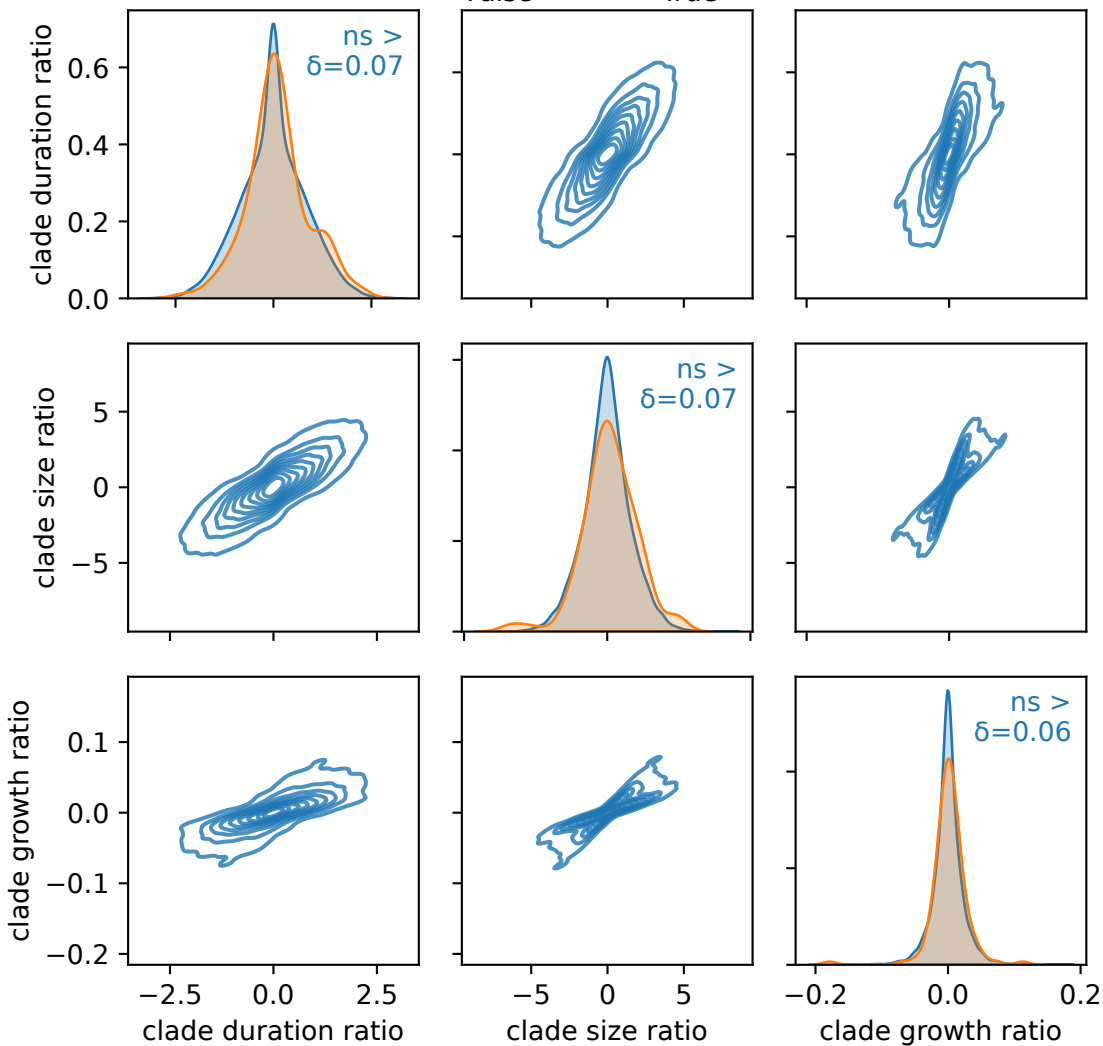 clade duration ratio
0.6
0.4
0.2
0.0
ns >
δ=0.07
clade size ratio
5
0
−5
ns >
δ=0.07
clade growth ratio
0.1
0.0
−0.1
−0.2
ns >
δ=0.06
−2.5 0.0 2.5
clade duration ratio
−5 0 5
clade size ratio
−0.2 0.0 0.2
clade growth ratio